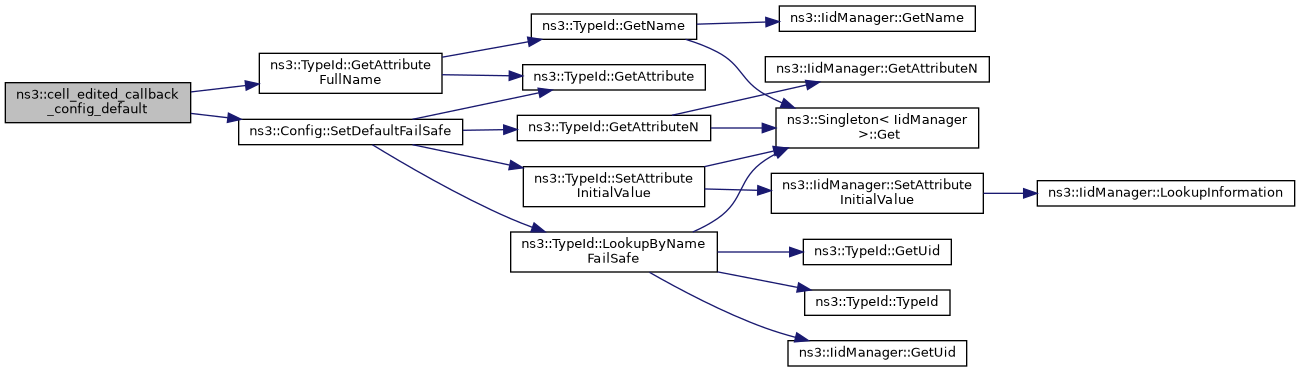 ns3::cell_edited_callback
_config_default
ns3::TypeId::GetAttribute
FullName
ns3::Config::SetDefaultFailSafe
ns3::TypeId::GetName
ns3::TypeId::GetAttribute
ns3::TypeId::GetAttributeN
ns3::TypeId::SetAttribute
InitialValue
ns3::TypeId::LookupByName
FailSafe
ns3::IidManager::GetName
ns3::IidManager::GetAttributeN
ns3::Singleton< IidManager
>::Get
ns3::IidManager::SetAttribute
InitialValue
ns3::TypeId::GetUid
ns3::TypeId::TypeId
ns3::IidManager::GetUid
ns3::IidManager::LookupInformation